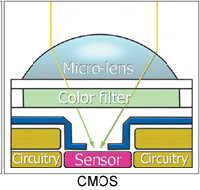 Micro-lens
Color filter
Circuitry Sensor Circuitry
CMOS